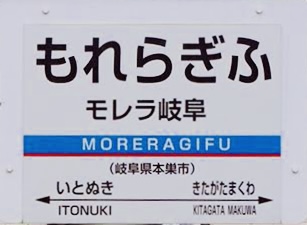 もれらぎふ
モレラ岐阜
MORERAGIFU
(岐阜県本巣市)
いとぬき きたがたまくわ
ITONUKI KITAGATA MAKUWA